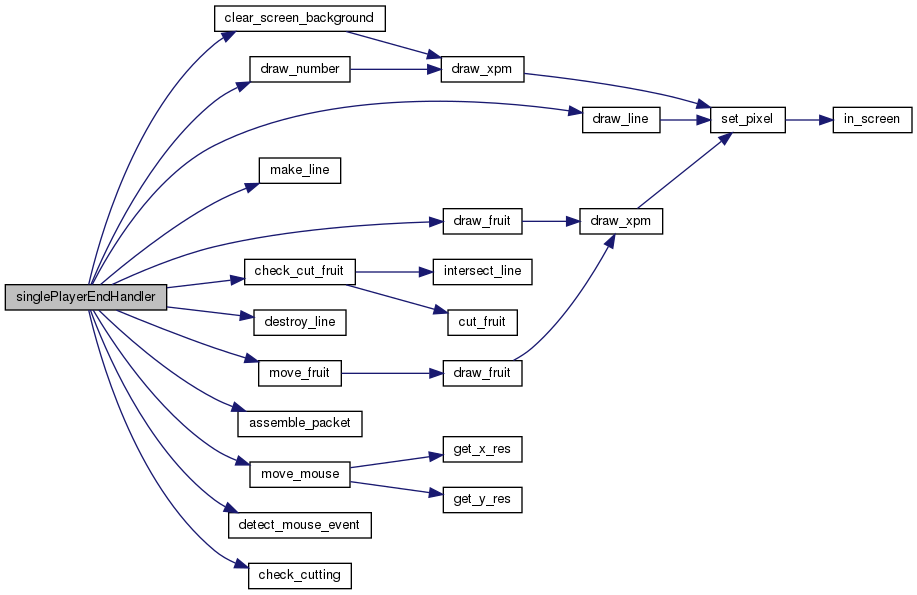 clear_screen_background
draw_number
draw_xpm
draw_line
set_pixel
in_screen
make_line
draw_fruit
draw_xpm
check_cut_fruit
intersect_line
singlePlayerEndHandler
destroy_line
cut_fruit
move_fruit
draw_fruit
assemble_packet
get_x_res
move_mouse
get_y_res
detect_mouse_event
check_cutting